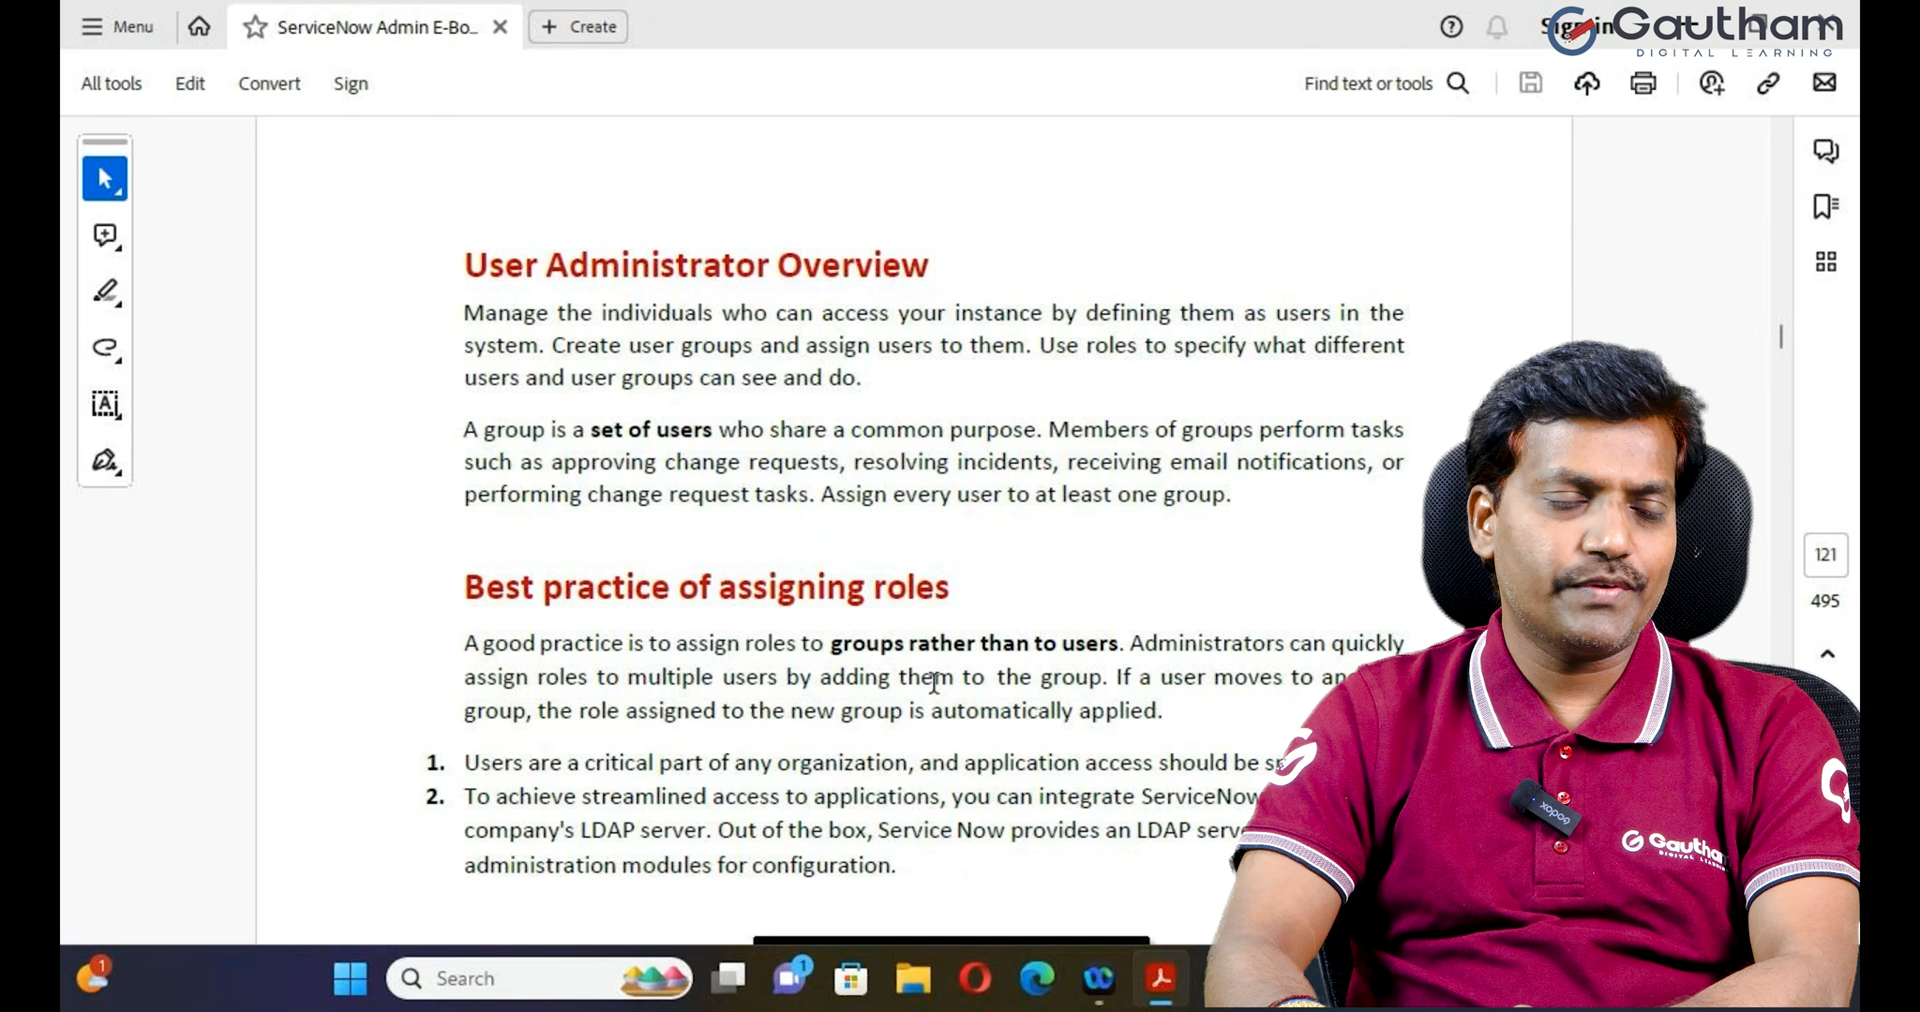 Menu
ServiceNow Admin E-Bo...
Create
Gautham
DIGITAL LEARNING
All tools
Edit
Convert
Sign
Find text or tools
User Administrator Overview
Manage the individuals who can access your instance by defining them as users in the
system. Create user groups and assign users to them. Use roles to specify what different
users and user groups can see and do.
A group is a set of users who share a common purpose. Members of groups perform tasks
such as approving change requests, resolving incidents, receiving email notifications, or
performing change request tasks. Assign every user to at least one group.
Best practice of assigning roles
A good practice is to assign roles to groups rather than to users. Administrators can quickly
assign roles to multiple users by adding them to the group. If a user moves to
group, the role assigned to the new group is automatically applied.
1. Users are a critical part of any organization, and application access should be
2. To achieve streamlined access to applications, you can integrate ServiceNow
company's LDAP server. Out of the box, Service Now provides an LDAP
administration modules for configuration.
121
495
Godox
Gautham
DIGITAL LEARNING
1
Search
1